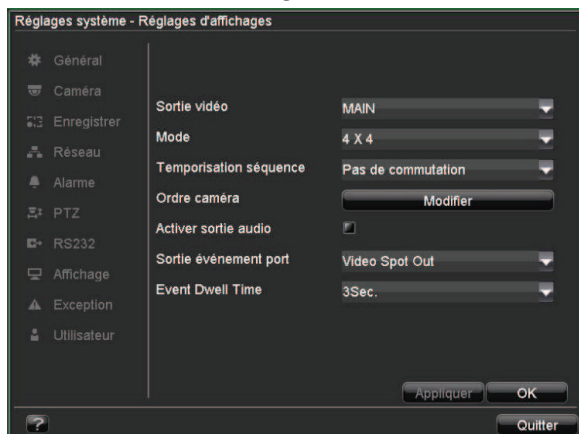 Réglages système - Réglages d'affichages
Général
Caméra
Enregistrer
Réseau
Alarme
PTZ
RS232
Affichage
Exception
Utilisateur
Sortie vidéo MAIN
Mode 4 X 4
Temporisation séquence Pas de commutation
Ordre caméra Modifier
Activer sortie audio
Sortie événement port Video Spot Out
Event Dwell Time 3Sec.
Appliquer OK
? Quitter